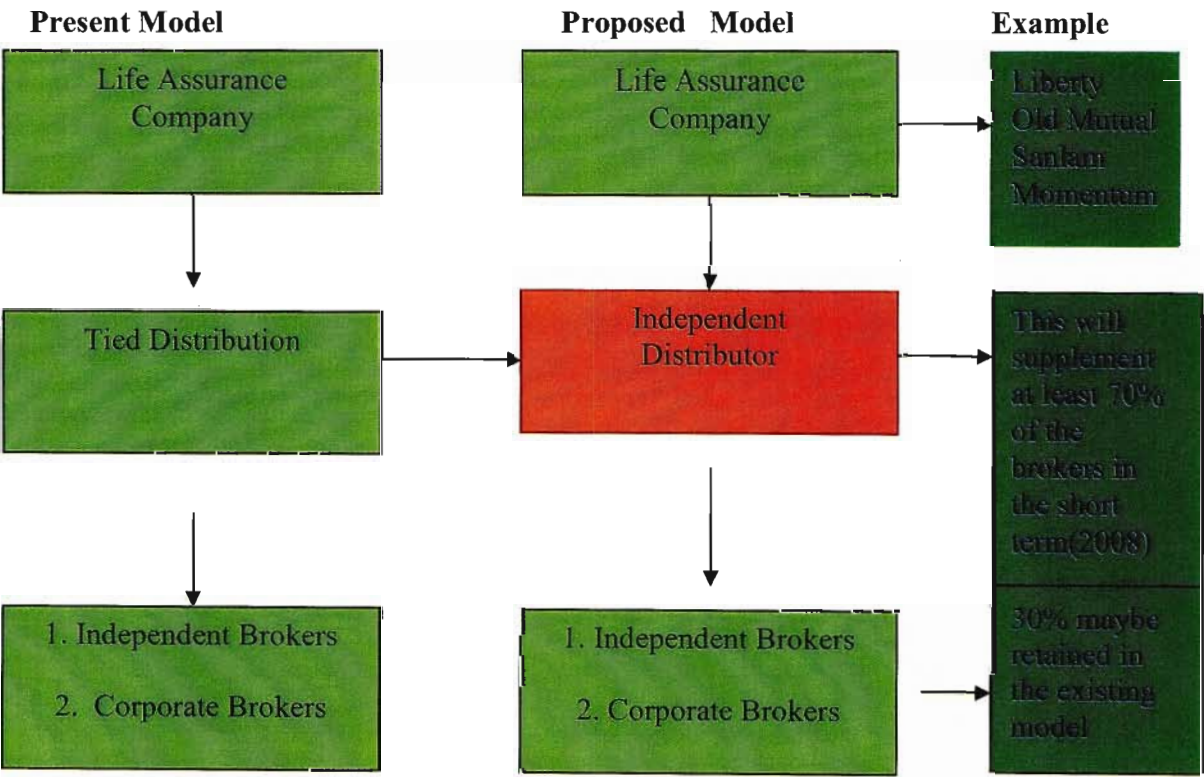 Present Model
Proposed Model
Example
Life Assurance
Company
Life Assurance
Company
Liberty
Old Mutual
Sanlam
Momentum
Tied Distribution
Independent
Distributor
This will
supplement
at least 70%
of the
brokers in
the short
term(2008)
1. Independent Brokers
2. Corporate Brokers
1. Independent Brokers
2. Corporate Brokers
30% maybe
retained in
the existing
model